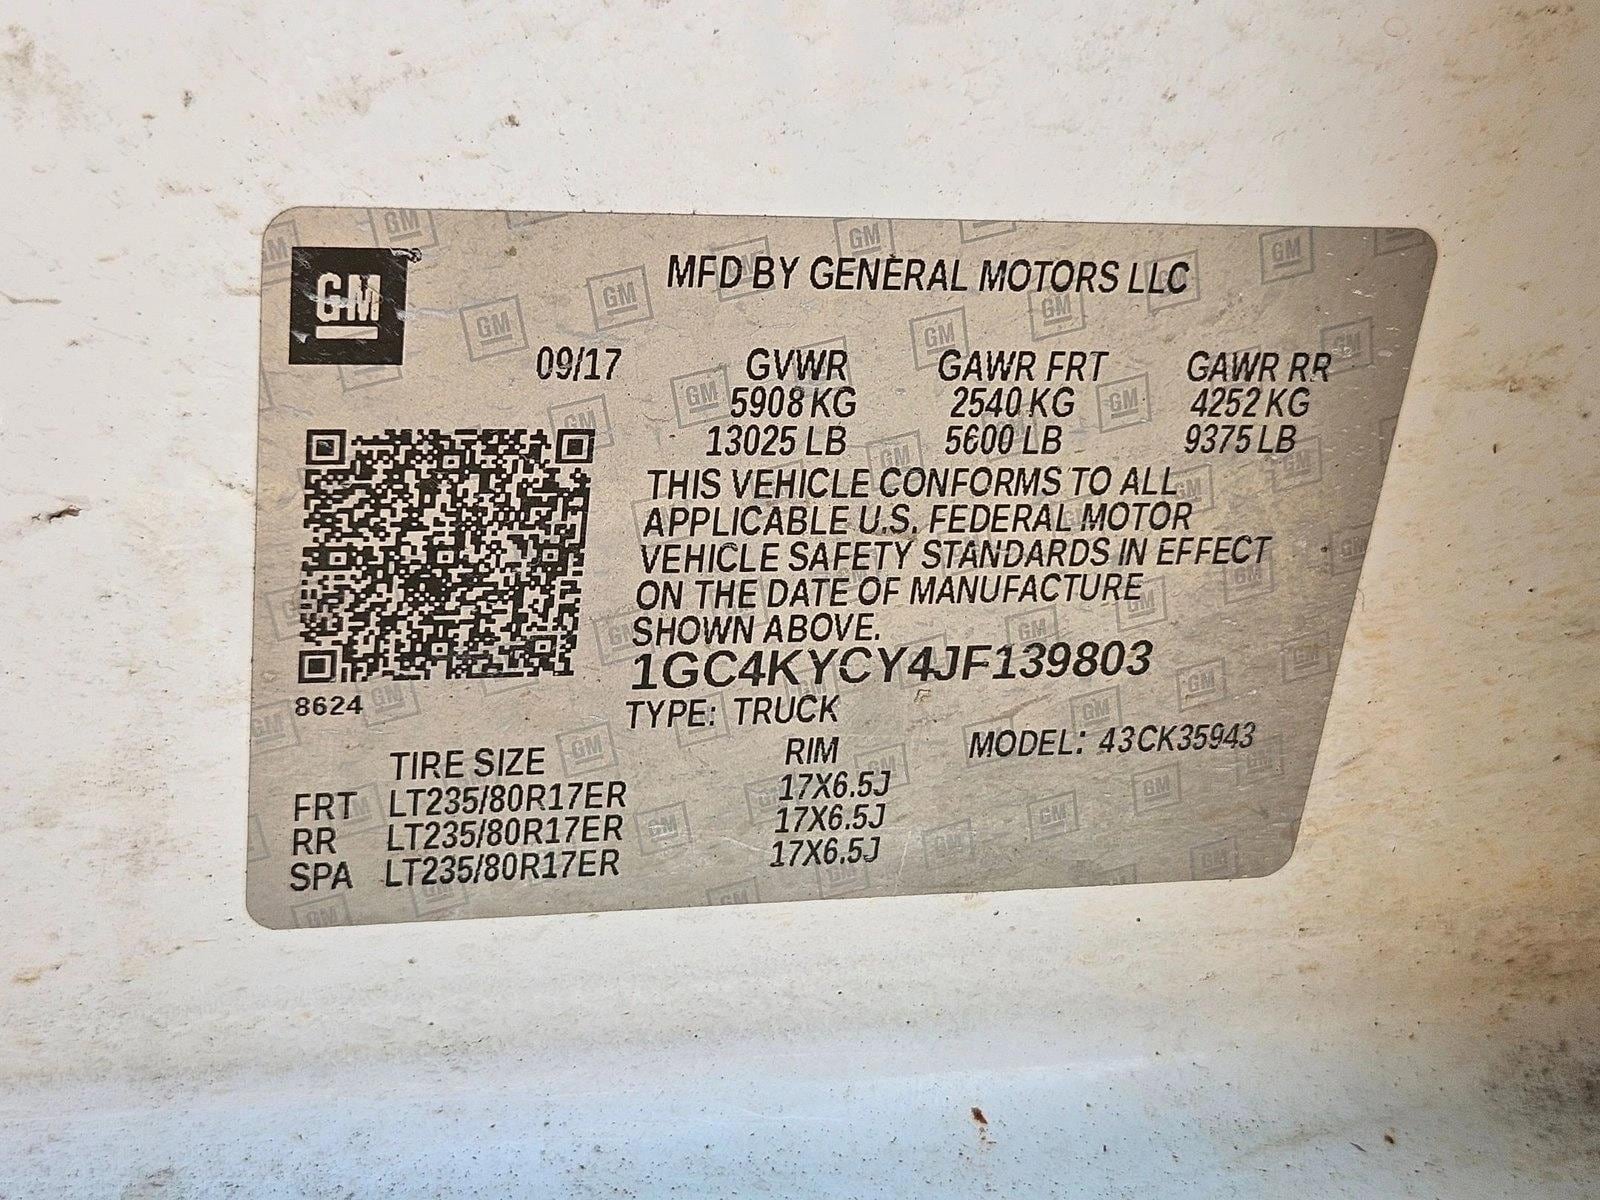 GM
MFD BY GENERAL MOTORS LLC
09/17 GVWR GAWR FRT GAWR RR
5908 KG 2540 KG 4252 KG
13025 LB 5600 LB 9375 LB
THIS VEHICLE CONFORMS TO ALL
APPLICABLE U.S. FEDERAL MOTOR
VEHICLE SAFETY STANDARDS IN EFFECT
ON THE DATE OF MANUFACTURE
SHOWN ABOVE.
1GC4KYCY4JF139803
8624
TYPE: TRUCK
TIRE SIZE RIM MODEL: 43CK35943
FRT LT235/80R17ER 17X6.5J
RR LT235/80R17ER 17X6.5J
SPA LT235/80R17ER 17X6.5J